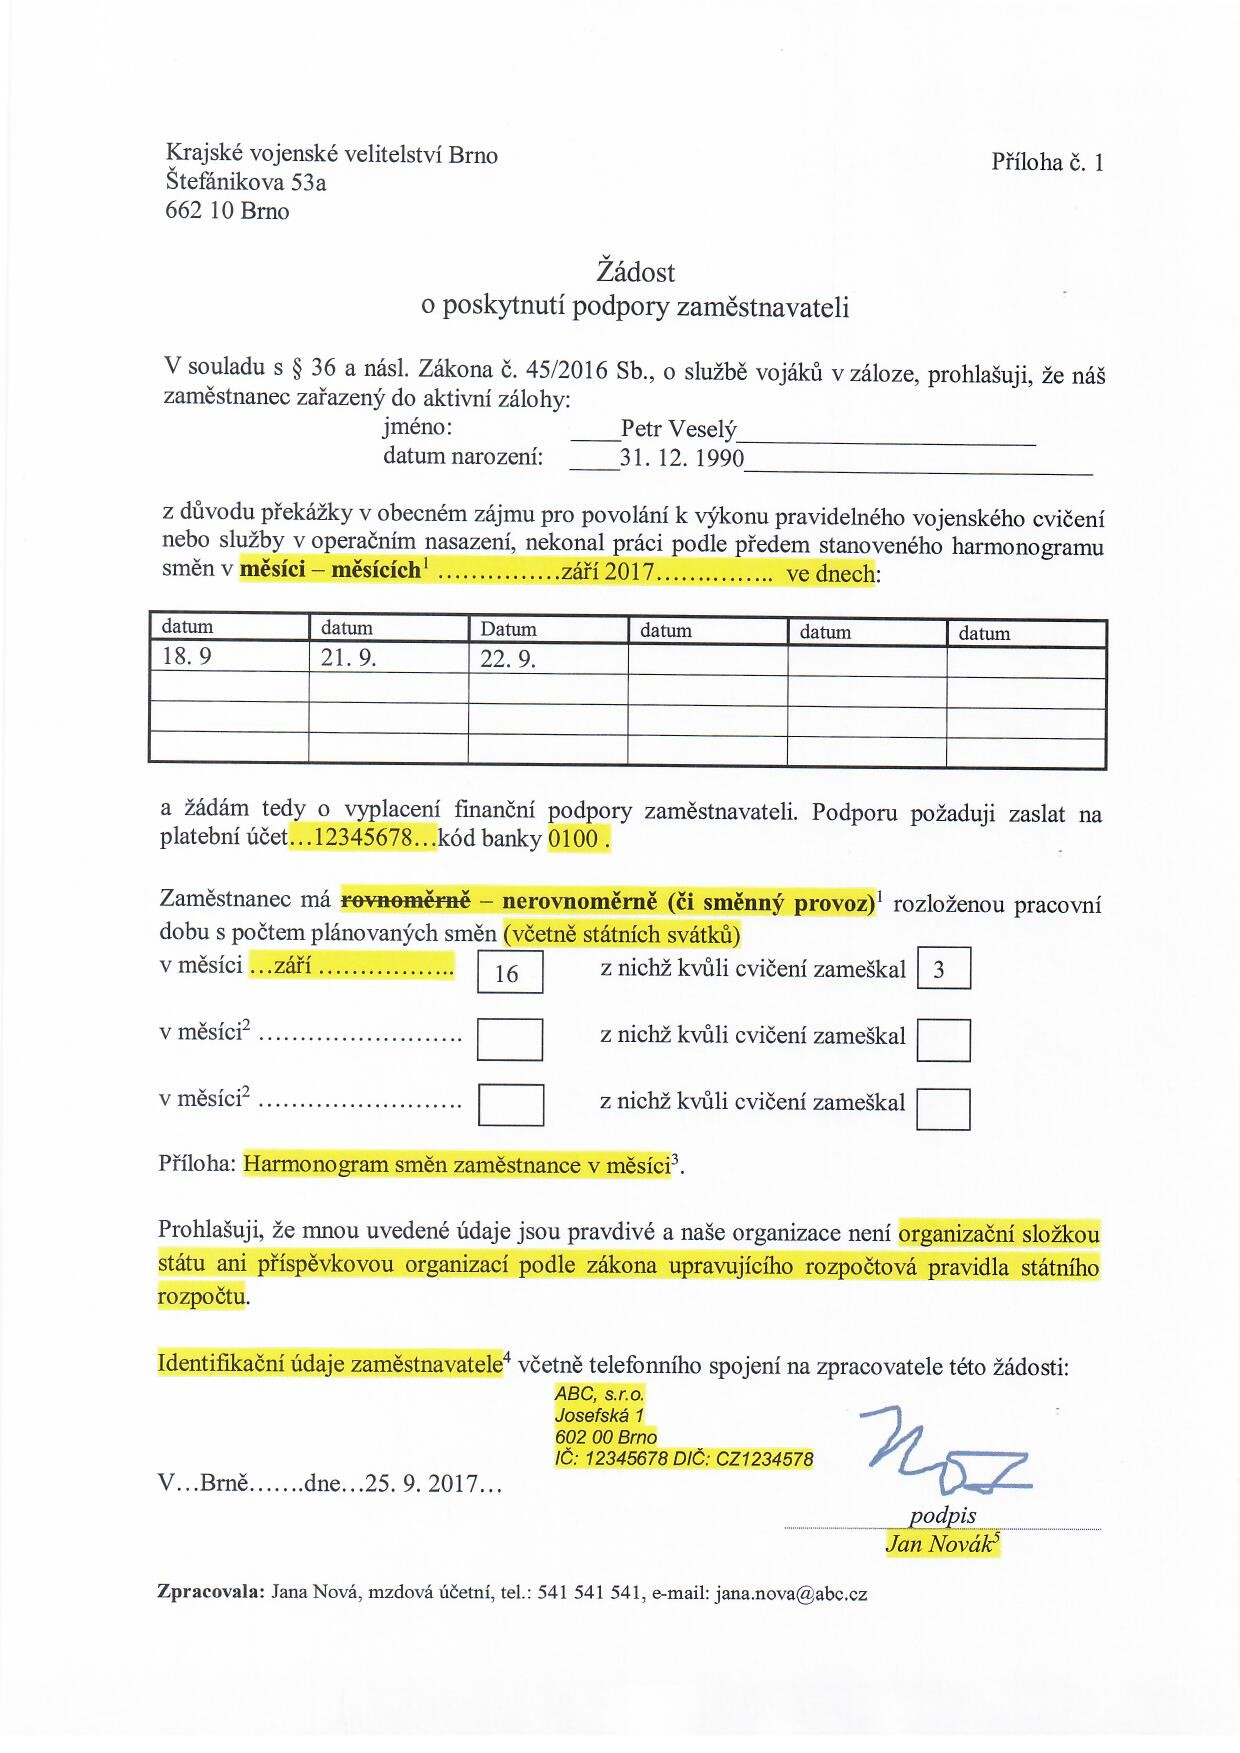 Krajské vojenské velitelství Brno
Příloha č. 1
Štefánikova 53a
662 10 Brno
Žádost
o poskytnutí podpory zaměstnavateli
V souladu s § 36 a násl. Zákona č. 45/2016 Sb., o službě vojáků v záloze, prohlašuji, že náš
zaměstnanec zařazený do aktivní zálohy:
jméno: ____Petr Veselý________________________
datum narození: ____31. 12. 1990____________________________
z důvodu překážky v obecném zájmu pro povolání k výkonu pravidelného vojenského cvičení
nebo služby v operačním nasazení, nekonal práci podle předem stanoveného harmonogramu
směn v měsíci – měsících¹ ……………září 2017………….. ve dnech:
datum datum Datum datum datum datum
18. 9 21. 9. 22. 9.
a žádám tedy o vyplacení finanční podpory zaměstnavateli. Podporu požaduji zaslat na
platební účet…12345678…kód banky 0100 .
Zaměstnanec má rovnoměrně – nerovnoměrně (či směnný provoz)¹ rozloženou pracovní
dobu s počtem plánovaných směn (včetně státních svátků)
v měsíci …září …………….. 16 z nichž kvůli cvičení zameškal 3
v měsíci² ……………………. z nichž kvůli cvičení zameškal
v měsíci² ……………………. z nichž kvůli cvičení zameškal
Příloha: Harmonogram směn zaměstnance v měsíci³.
Prohlašuji, že mnou uvedené údaje jsou pravdivé a naše organizace není organizační složkou
státu ani příspěvkovou organizací podle zákona upravujícího rozpočtová pravidla státního
rozpočtu.
Identifikační údaje zaměstnavatele⁴ včetně telefonního spojení na zpracovatele této žádosti:
ABC, s.r.o.
Josefská 1
602 00 Brno
IČ: 12345678 DIČ: CZ1234578
V…Brně…….dne…25. 9. 2017…
podpis
Jan Novák⁵
Zpracovala: Jana Nová, mzdová účetní, tel.: 541 541 541, e-mail: jana.nova@abc.cz